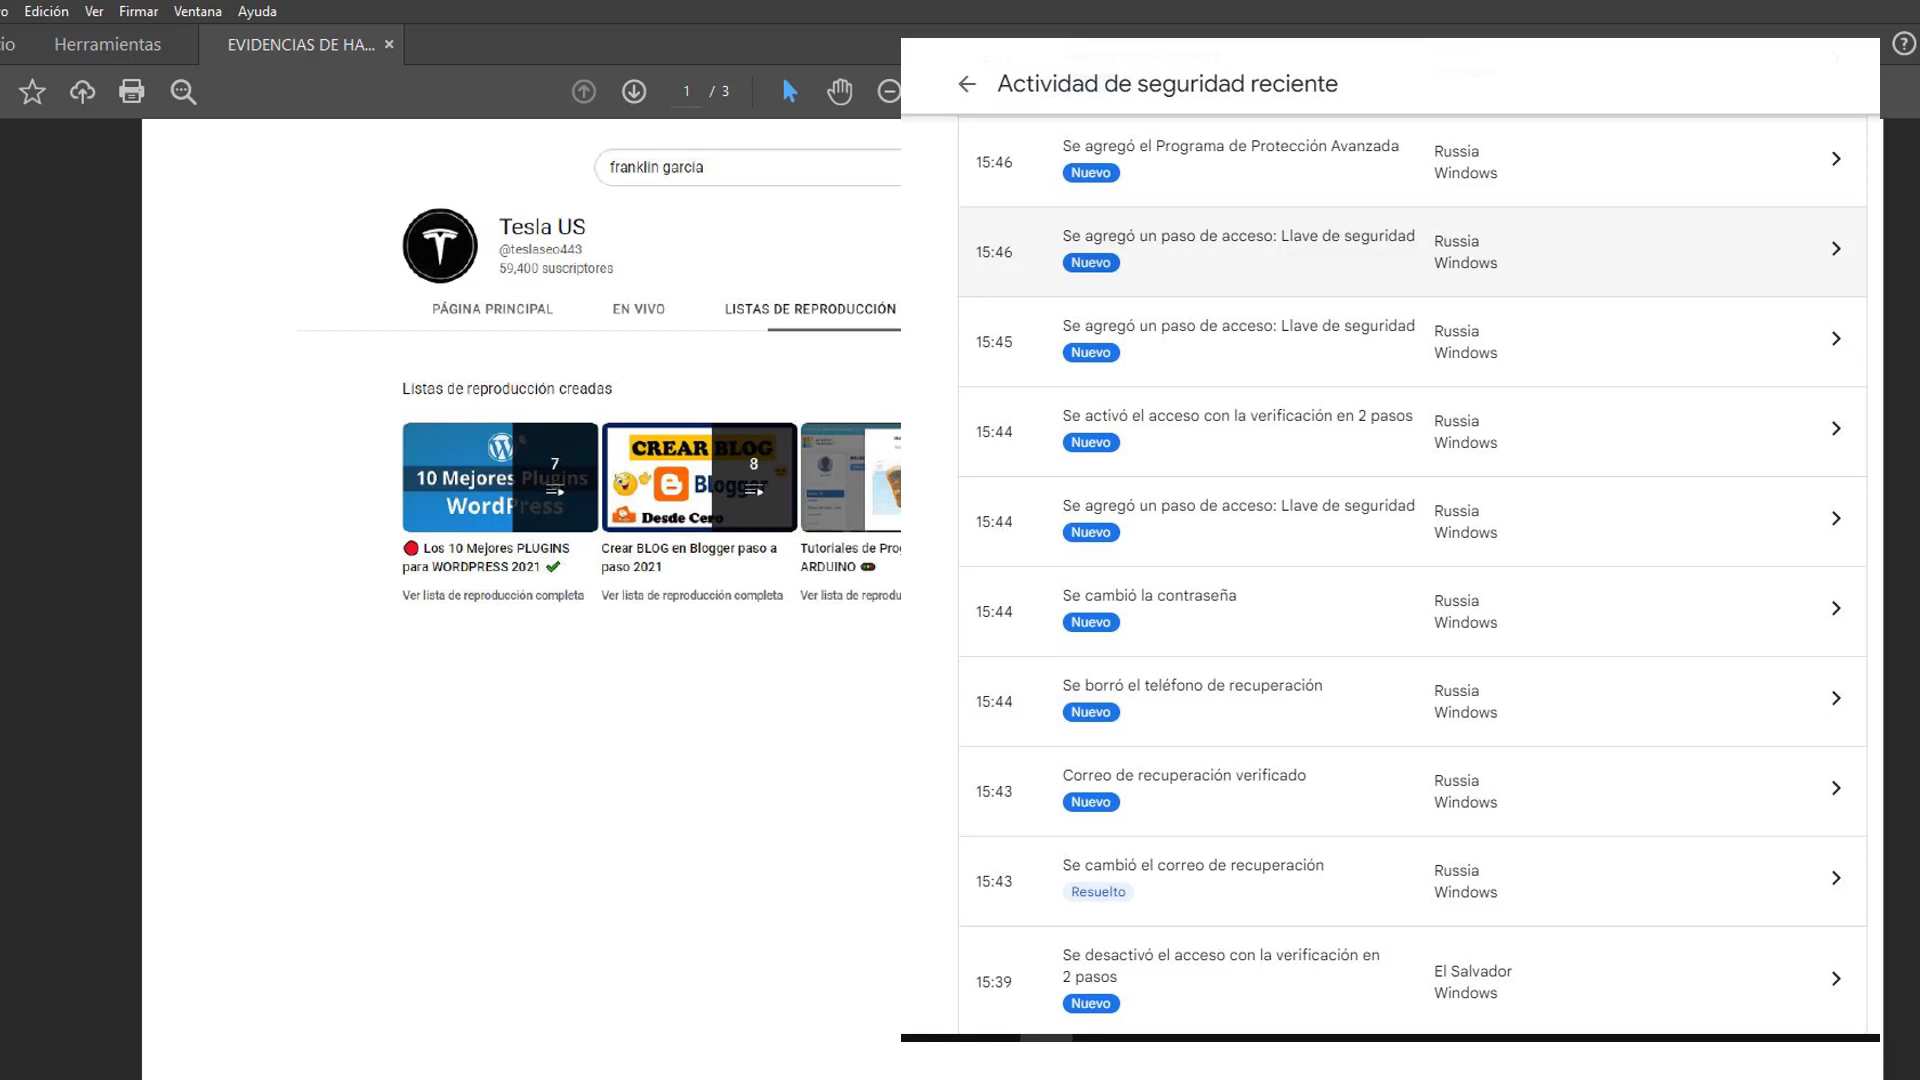 o Edición Ver Firmar Ventana Ayuda
io Herramientas EVIDENCIAS DE HA... ×
1 / 3
franklin garcia
Tesla US
@teslaseo443
59,400 suscriptores
PÁGINA PRINCIPAL EN VIVO LISTAS DE REPRODUCCIÓN
Listas de reproducción creadas
10 Mejores Plugins
WordPress
7
CREAR BLOG
Blogger
Desde Cero
8
Los 10 Mejores PLUGINS
para WORDPRESS 2021
Ver lista de reproducción completa
Crear BLOG en Blogger paso a
paso 2021
Ver lista de reproducción completa
Tutoriales de Pro
ARDUINO
Ver lista de reprodu
Actividad de seguridad reciente
15:46 Se agregó el Programa de Protección Avanzada
Nuevo
Russia
Windows
15:46 Se agregó un paso de acceso: Llave de seguridad
Nuevo
Russia
Windows
15:45 Se agregó un paso de acceso: Llave de seguridad
Nuevo
Russia
Windows
15:44 Se activó el acceso con la verificación en 2 pasos
Nuevo
Russia
Windows
15:44 Se agregó un paso de acceso: Llave de seguridad
Nuevo
Russia
Windows
15:44 Se cambió la contraseña
Nuevo
Russia
Windows
15:44 Se borró el teléfono de recuperación
Nuevo
Russia
Windows
15:43 Correo de recuperación verificado
Nuevo
Russia
Windows
15:43 Se cambió el correo de recuperación
Resuelto
Russia
Windows
15:39 Se desactivó el acceso con la verificación en
2 pasos
Nuevo
El Salvador
Windows